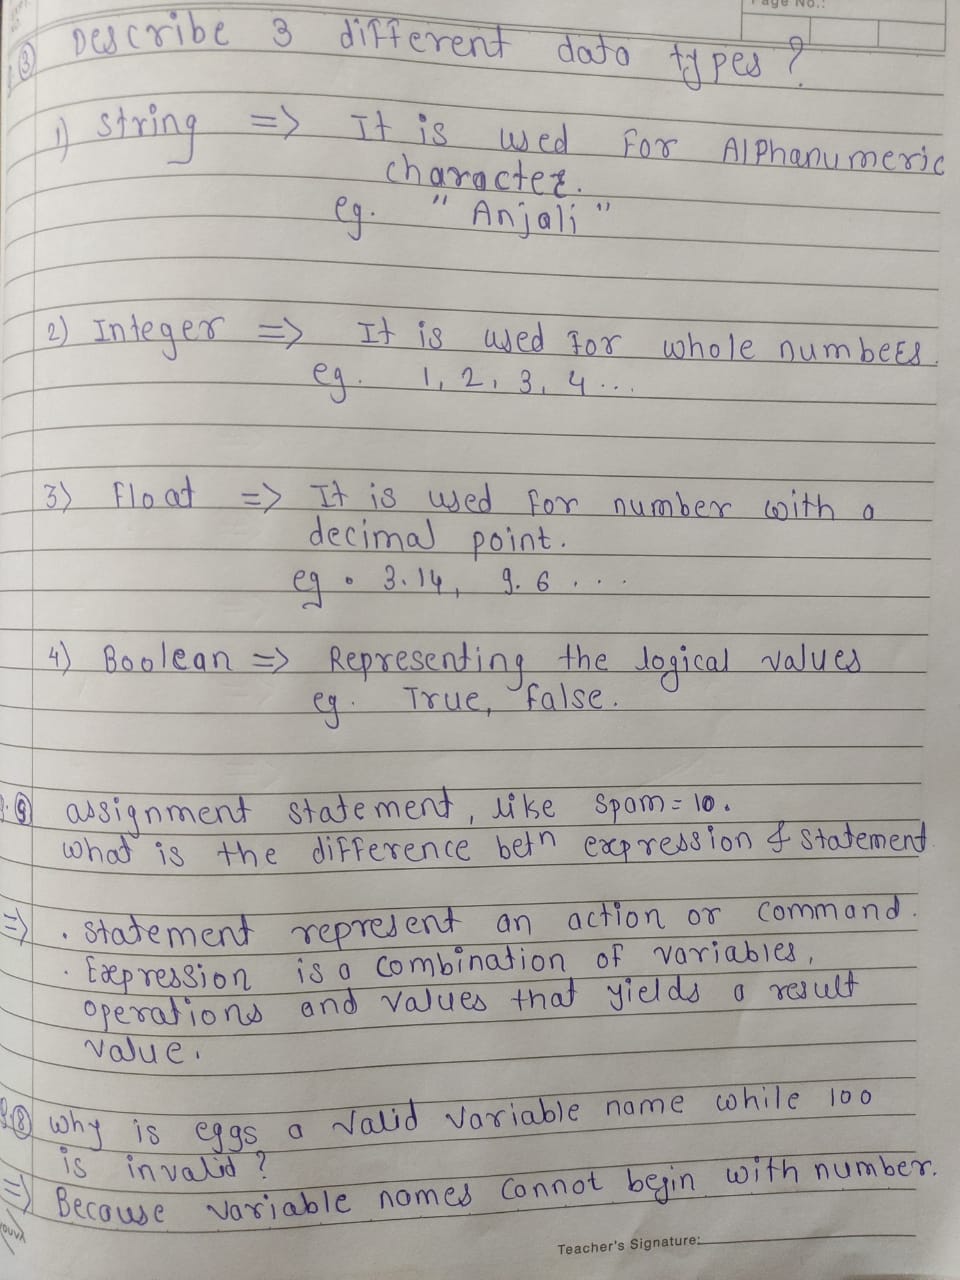 Page No.:
③ Describe 3 different data types?
1) String => It is used For AlPhanumeric
character.
eg. "Anjali"
2) Integer => It is used for whole numbers.
eg. 1, 2, 3, 4 ...
3) Float => It is used for number with a
decimal point.
eg. 3.14, 9.6 ...
4) Boolean => Representing the logical values
eg. True, false.
assignment statement, like spam = 10.
what is the difference betn expression & statement
=> . statement represent an action or command.
. Expression is a combination of variables,
operations and values that yields a result
value.
⑧ why is eggs a valid variable name while 100
is invalid?
=> Because variable names cannot begin with number.
Teacher's Signature: